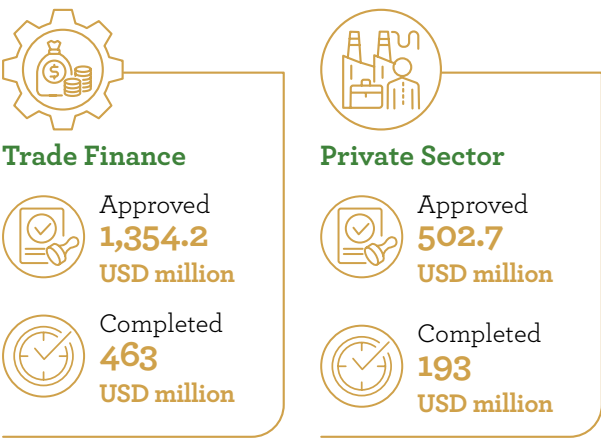 $
Trade Finance
Approved
1,354.2
USD million
Completed
463
USD million
Private Sector
Approved
502.7
USD million
Completed
193
USD million